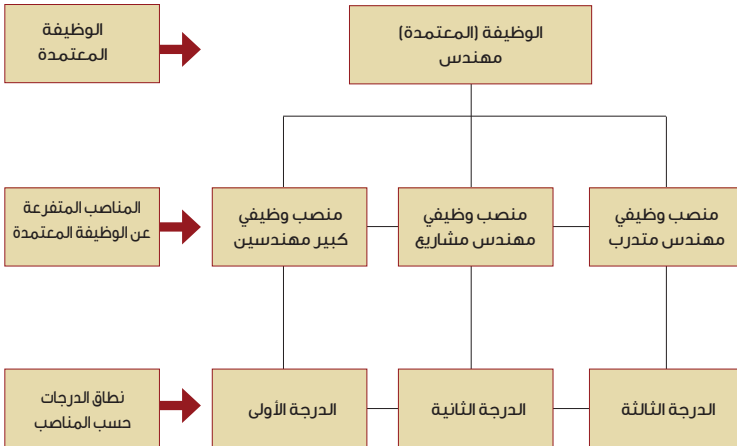 الوظيفة (المعتمدة)
مهندس
الوظيفة
المعتمدة
منصب وظيفي
مهندس متدرب
منصب وظيفي
مهندس مشاريع
منصب وظيفي
كبير مهندسين
المناصب المتفرعة
عن الوظيفة المعتمدة
الدرجة الثالثة
الدرجة الثانية
الدرجة الأولى
نطاق الدرجات
حسب المناصب